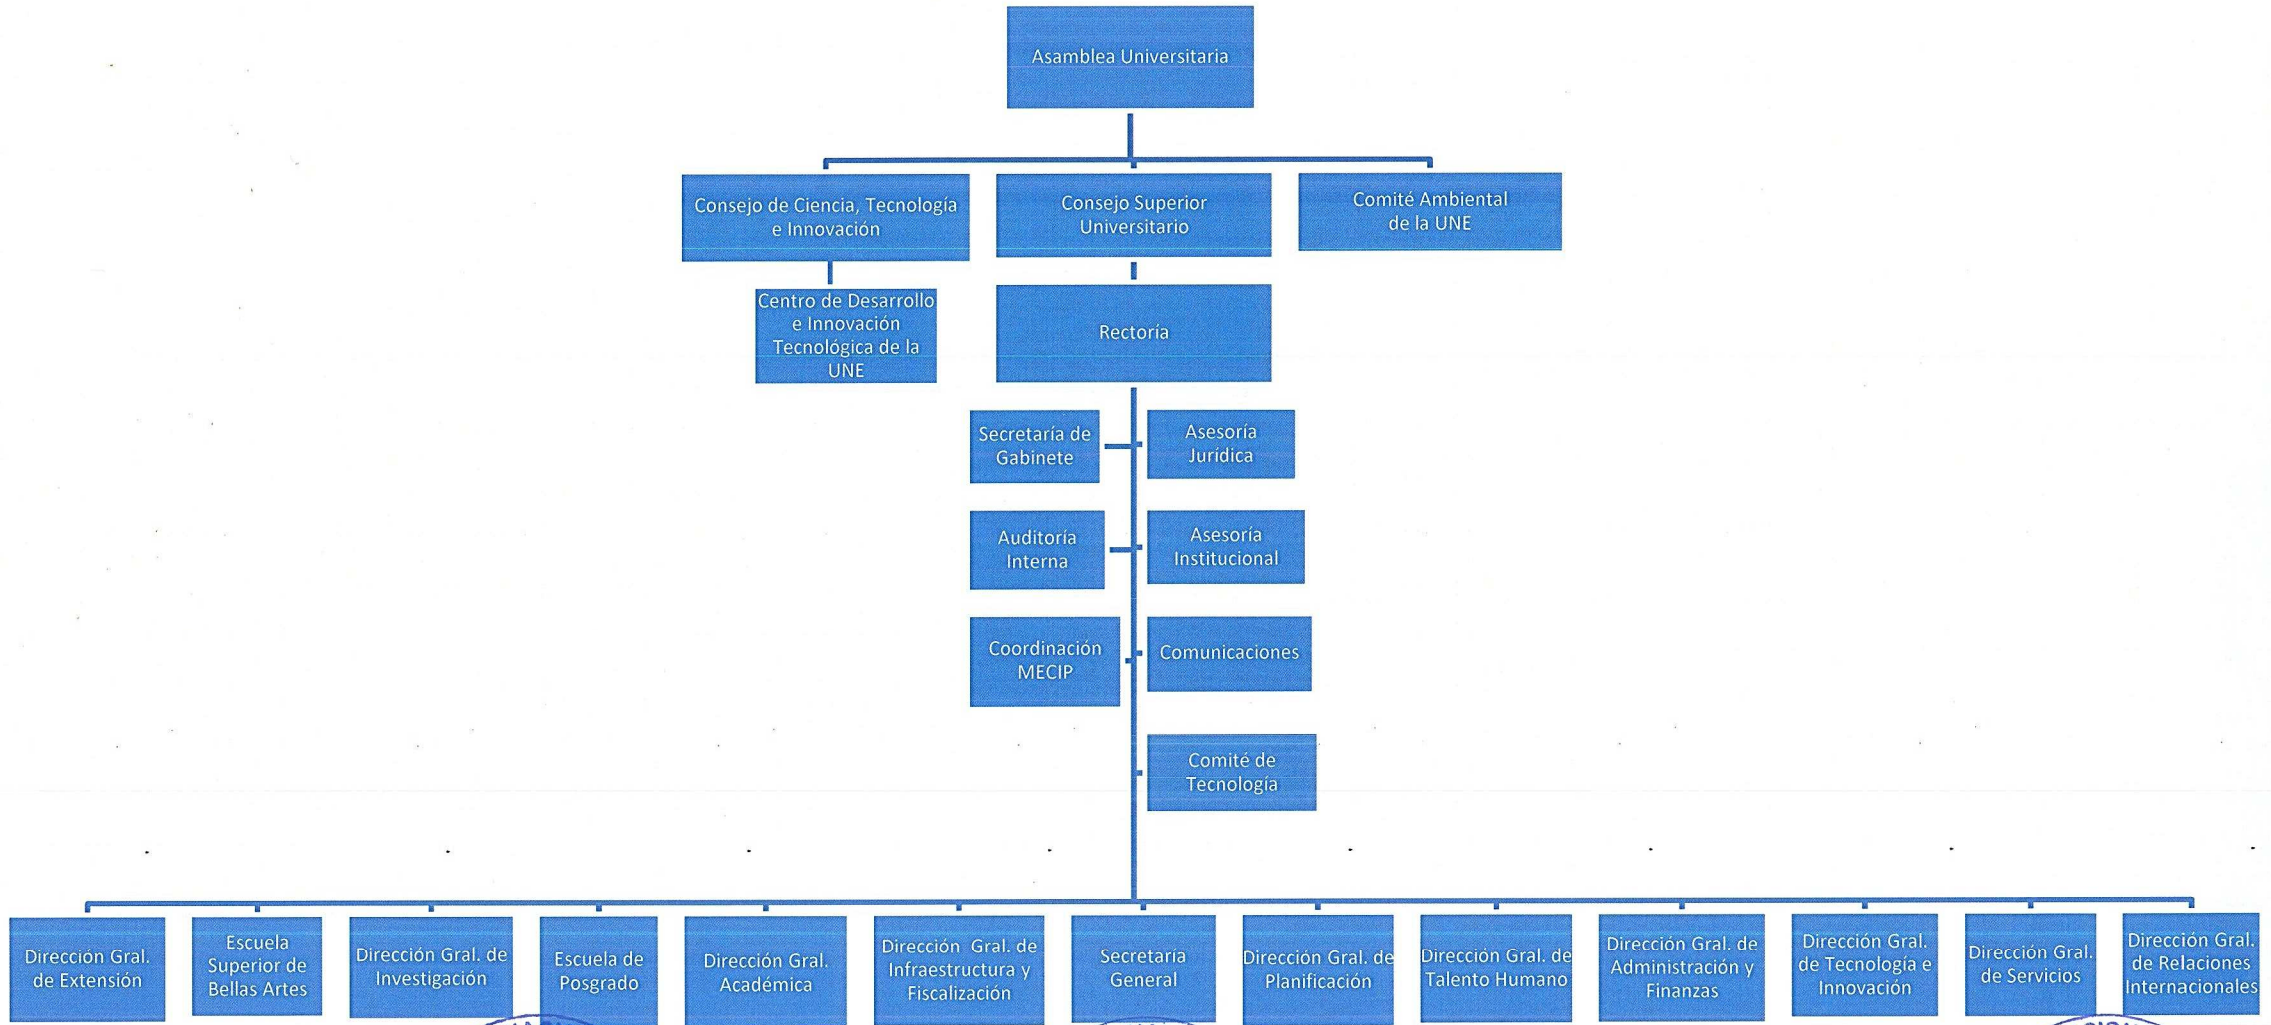 Asamblea Universitaria
Consejo de Ciencia, Tecnología
e Innovación
Consejo Superior
Universitario
Comité Ambiental
de la UNE
Centro de Desarrollo
e Innovación
Tecnológica de la
UNE
Rectoría
Secretaría de
Gabinete
Asesoría
Jurídica
Auditoría
Interna
Asesoría
Institucional
Coordinación
MECIP
Comunicaciones
Comité de
Tecnología
Dirección Gral.
de Extensión
Escuela
Superior de
Bellas Artes
Dirección Gral. de
Investigación
Escuela de
Posgrado
Dirección Gral.
Académica
Dirección Gral. de
Infraestructura y
Fiscalización
Secretaría
General
Dirección Gral. de
Planificación
Dirección Gral. de
Talento Humano
Dirección Gral. de
Administración y
Finanzas
Dirección Gral.
de Tecnología e
Innovación
Dirección Gral.
de Servicios
Dirección Gral.
de Relaciones
Internacionales